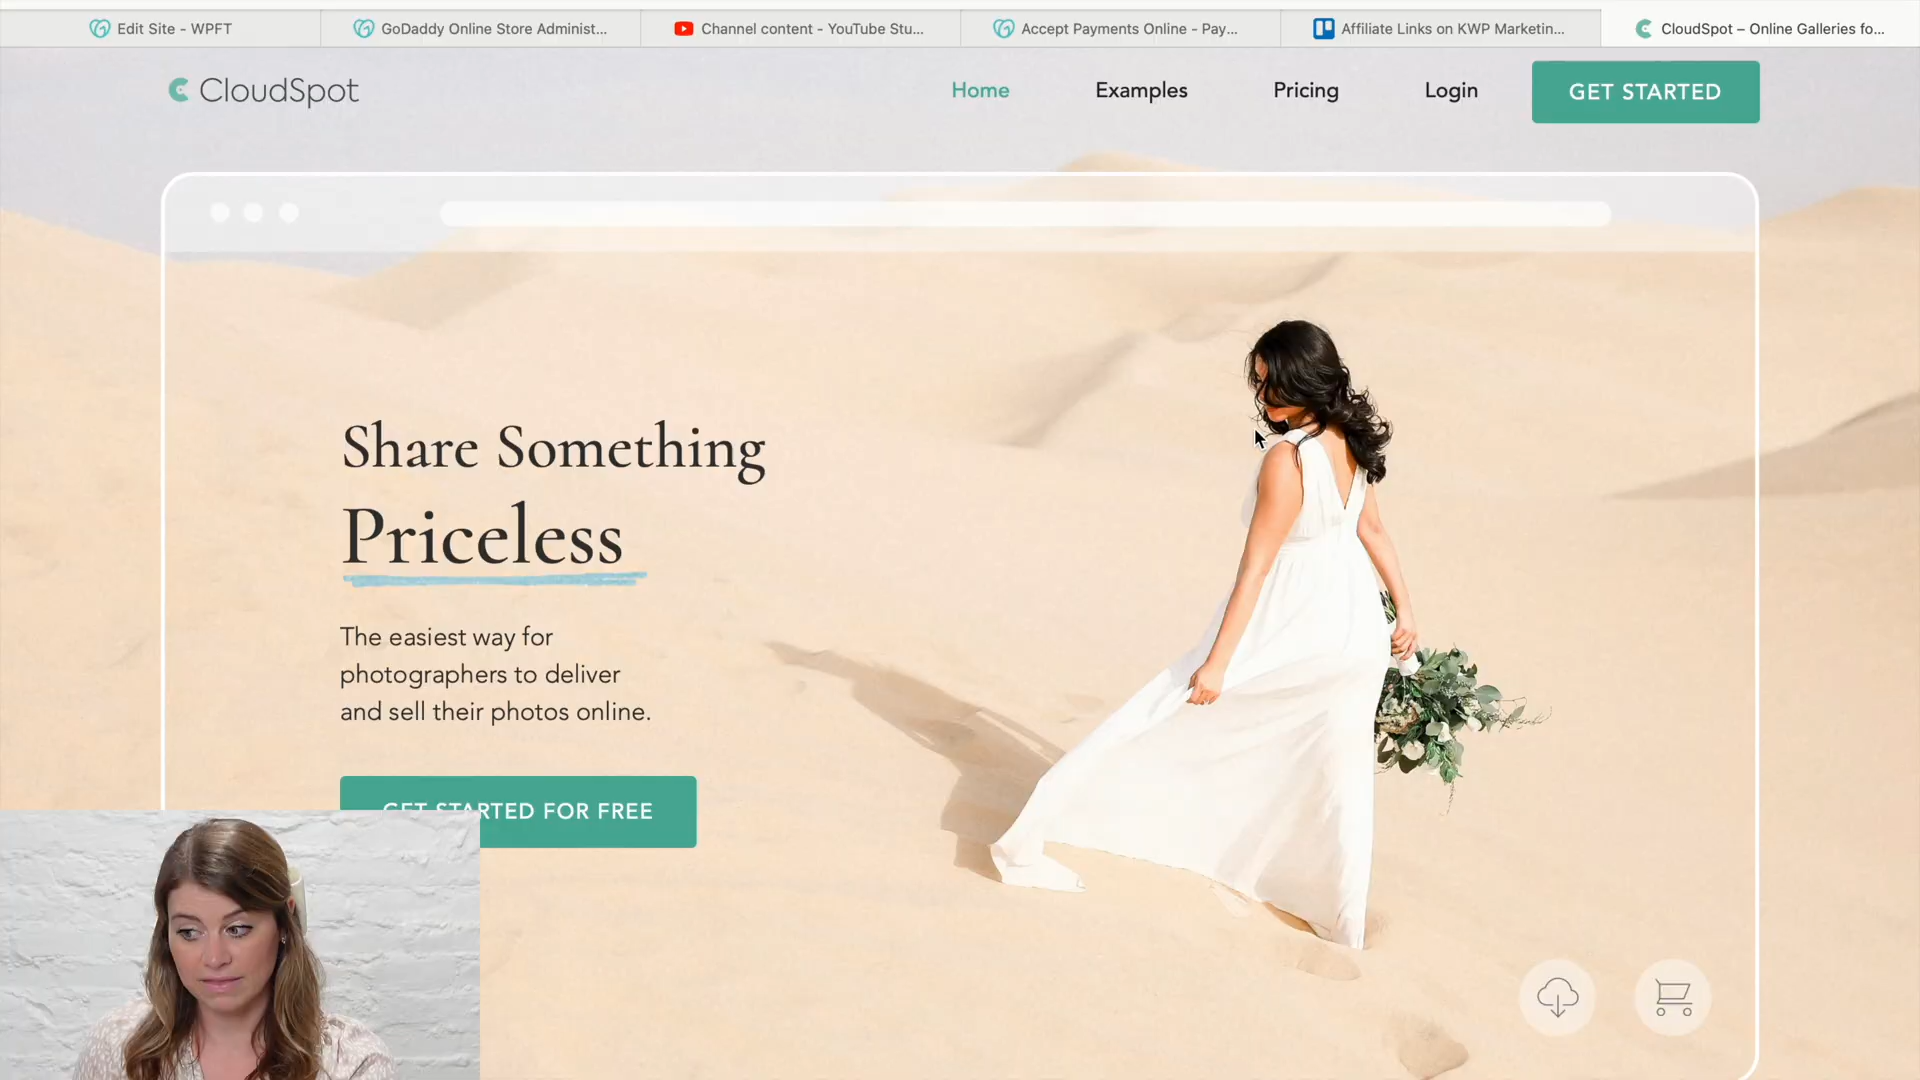 Edit Site - WPFT
GoDaddy Online Store Administ...
Channel content - YouTube Stu...
Accept Payments Online - Pay...
Affiliate Links on KWP Marketin...
CloudSpot – Online Galleries fo...
CloudSpot
Home
Examples
Pricing
Login
GET STARTED
Share Something
Priceless
The easiest way for
photographers to deliver
and sell their photos online.
GET STARTED FOR FREE